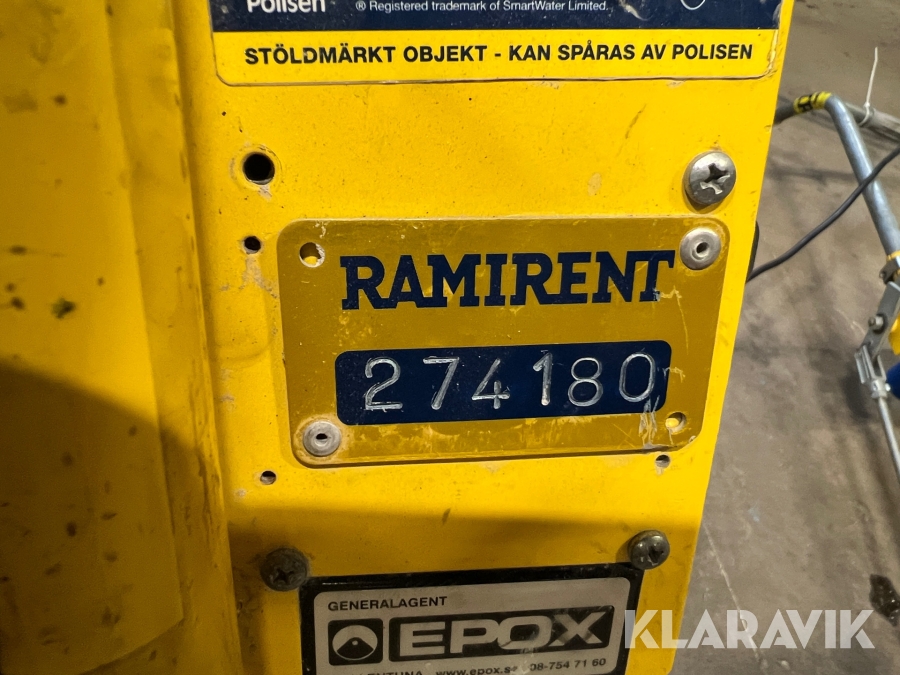 Polisen
® Registered trademark of SmartWater Limited.
STÖLDMÄRKT OBJEKT - KAN SPÅRAS AV POLISEN
RAMIRENT
274180
GENERALAGENT
EPOX
www.epox.se 08-754 71 60
KLARAVIK